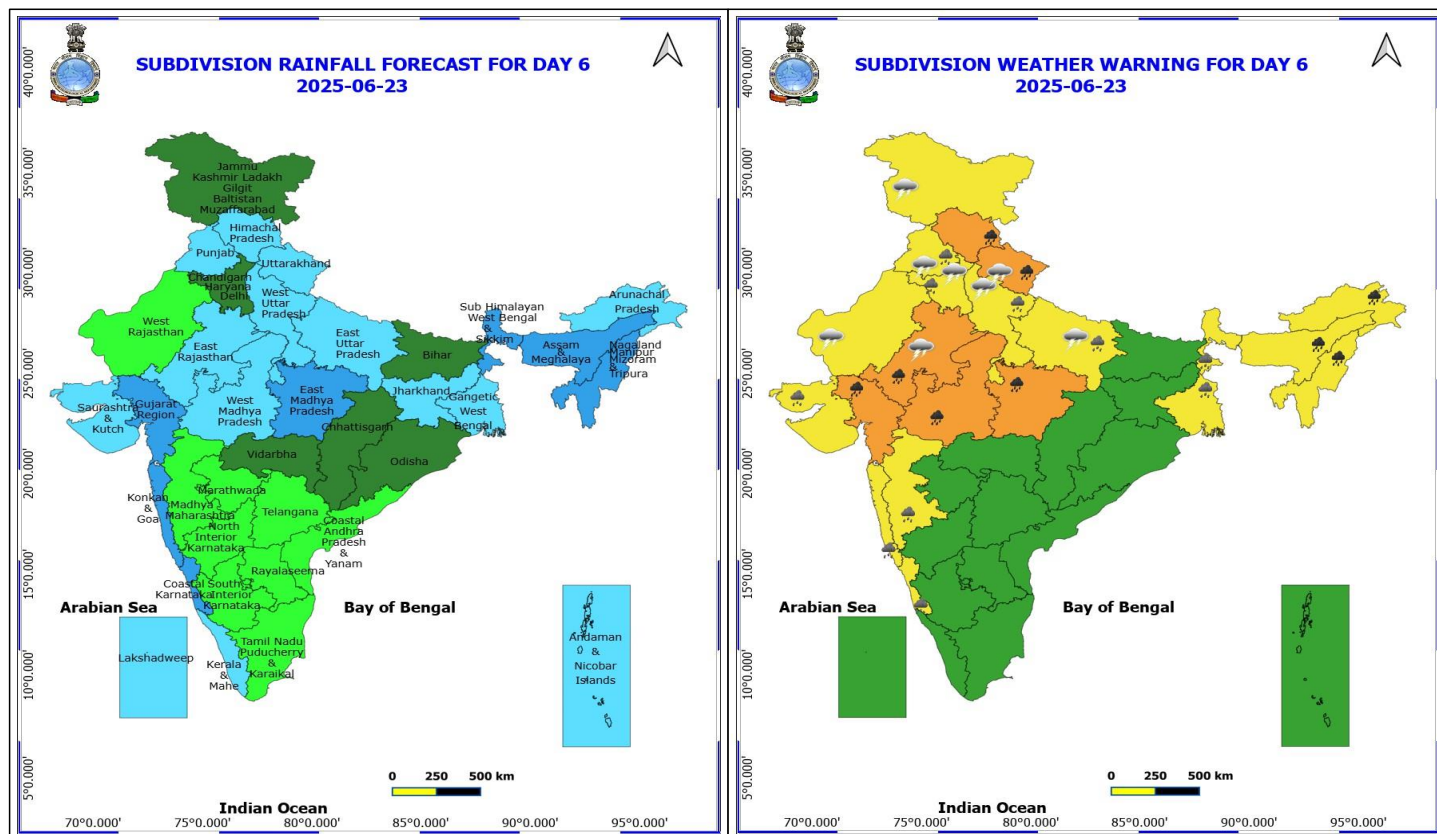 SUBDIVISION RAINFALL FORECAST FOR DAY 6
2025-06-23
40°0.000'
35°0.000'
30°0.000'
25°0.000'
20°0.000'
15°0.000'
10°0.000'
5°0.000'
Jammu
Kashmir Ladakh
Gilgit
Baltistan
Muzaffarabad
Himachal
Pradesh
Punjab
Uttarakhand
Chandigarh
Haryana
Delhi
West
Uttar
Pradesh
West
Rajasthan
East
Rajasthan
East
Uttar
Pradesh
Bihar
Sub Himalayan
West Bengal
&
Sikkim
Arunachal
Pradesh
Assam
&
Meghalaya
Nagaland
Manipur
Mizoram
&
Tripura
Saurashtra
&
Kutch
Gujarat
Region
West
Madhya
Pradesh
East
Madhya
Pradesh
Jharkhand
Gangetic
West
Bengal
Chhattisgarh
Vidarbha
Odisha
Konkan
&
Goa
Marathwada
Madhya
Maharashtra
North
Interior
Karnataka
Telangana
Coastal
Andhra
Pradesh
&
Yanam
Rayalaseema
Coastal
Karnataka
South
Interior
Karnataka
Arabian Sea
Bay of Bengal
Lakshadweep
Kerala
&
Mahe
Tamil Nadu
Puducherry
&
Karaikal
Andaman
&
Nicobar
Islands
0 250 500 km
Indian Ocean
70°0.000' 75°0.000' 80°0.000' 85°0.000' 90°0.000' 95°0.000'
SUBDIVISION WEATHER WARNING FOR DAY 6
2025-06-23
40°0.000'
35°0.000'
30°0.000'
25°0.000'
20°0.000'
15°0.000'
10°0.000'
5°0.000'
Arabian Sea
Bay of Bengal
0 250 500 km
Indian Ocean
70°0.000' 75°0.000' 80°0.000' 85°0.000' 90°0.000' 95°0.000'